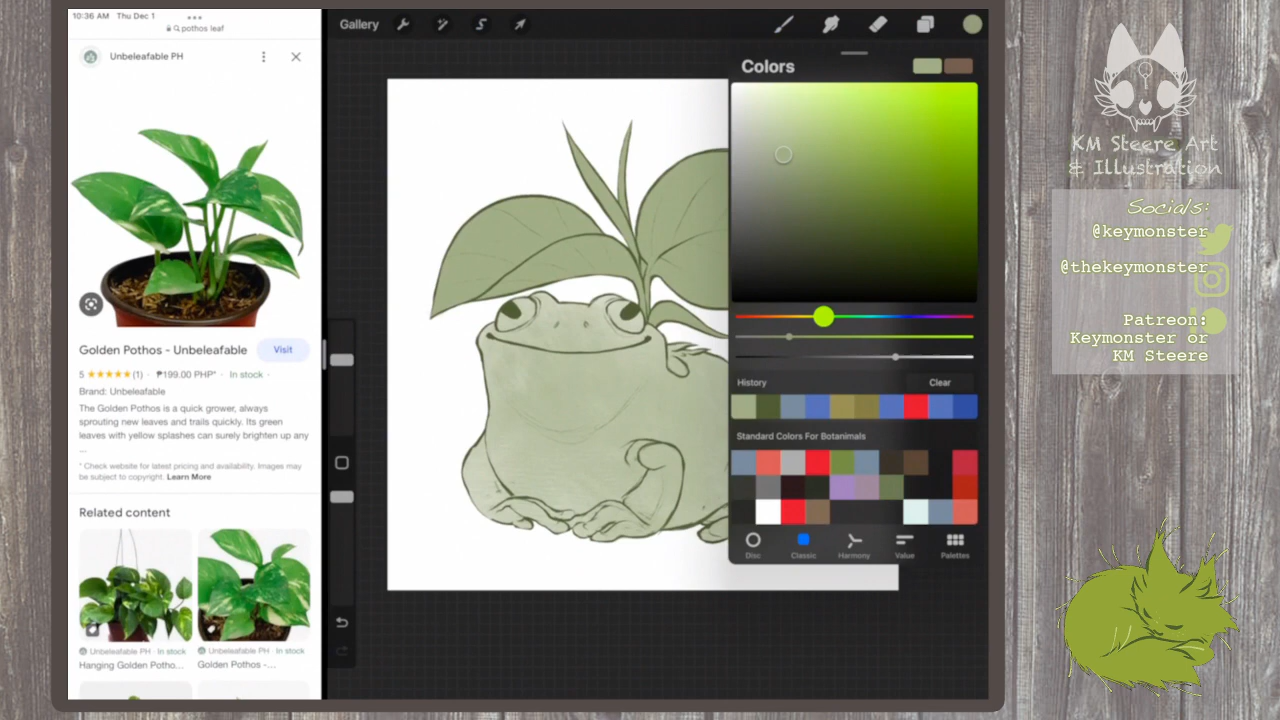 10:36 AM Thu Dec 1
pothos leaf
Unbeleafable PH
Golden Pothos - Unbeleafable
Visit
5 ★★★★★ (1) · ₱199.00 PHP* · In stock
Brand: Unbeleafable
The Golden Pothos is a quick grower, always
sprouting new leaves and trails quickly. Its green
leaves with yellow splashes can surely brighten up any
...
* Check website for latest pricing and availability. Images may
be subject to copyright. Learn More
Related content
Unbeleafable PH · In stock
Hanging Golden Potho...
Unbeleafable PH · In stock
Golden Pothos -...
Gallery
Colors
History
Clear
Standard Colors For Botanimals
Disc
Classic
Harmony
Value
Palettes
KM Steere Art
& Illustration
Socials:
@keymonster
@thekeymonster
Patreon:
Keymonster or
KM Steere